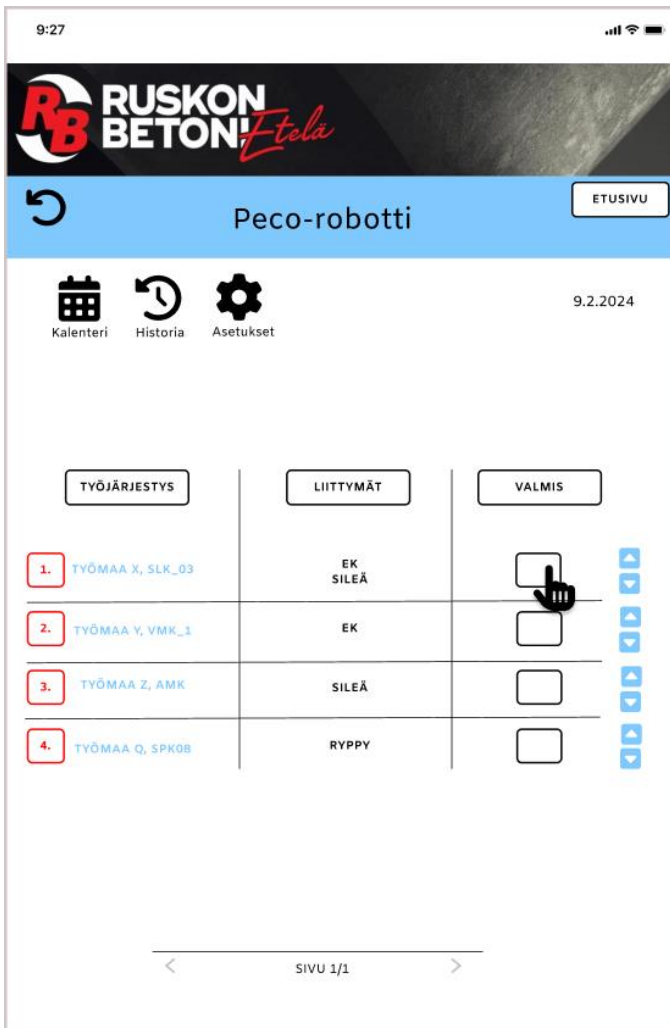 9:27
RB RUSKON
BETONI Etelä
Peco-robotti
ETUSIVU
Kalenteri Historia Asetukset
9.2.2024
TYÖJÄRJESTYS LIITTYMÄT VALMIS
1. TYÖMAA X, SLK_03 EK
SILEÄ
2. TYÖMAA Y, VMK_1 EK
3. TYÖMAA Z, AMK SILEÄ
4. TYÖMAA Q, SPK08 RYPPY
< SIVU 1/1 >